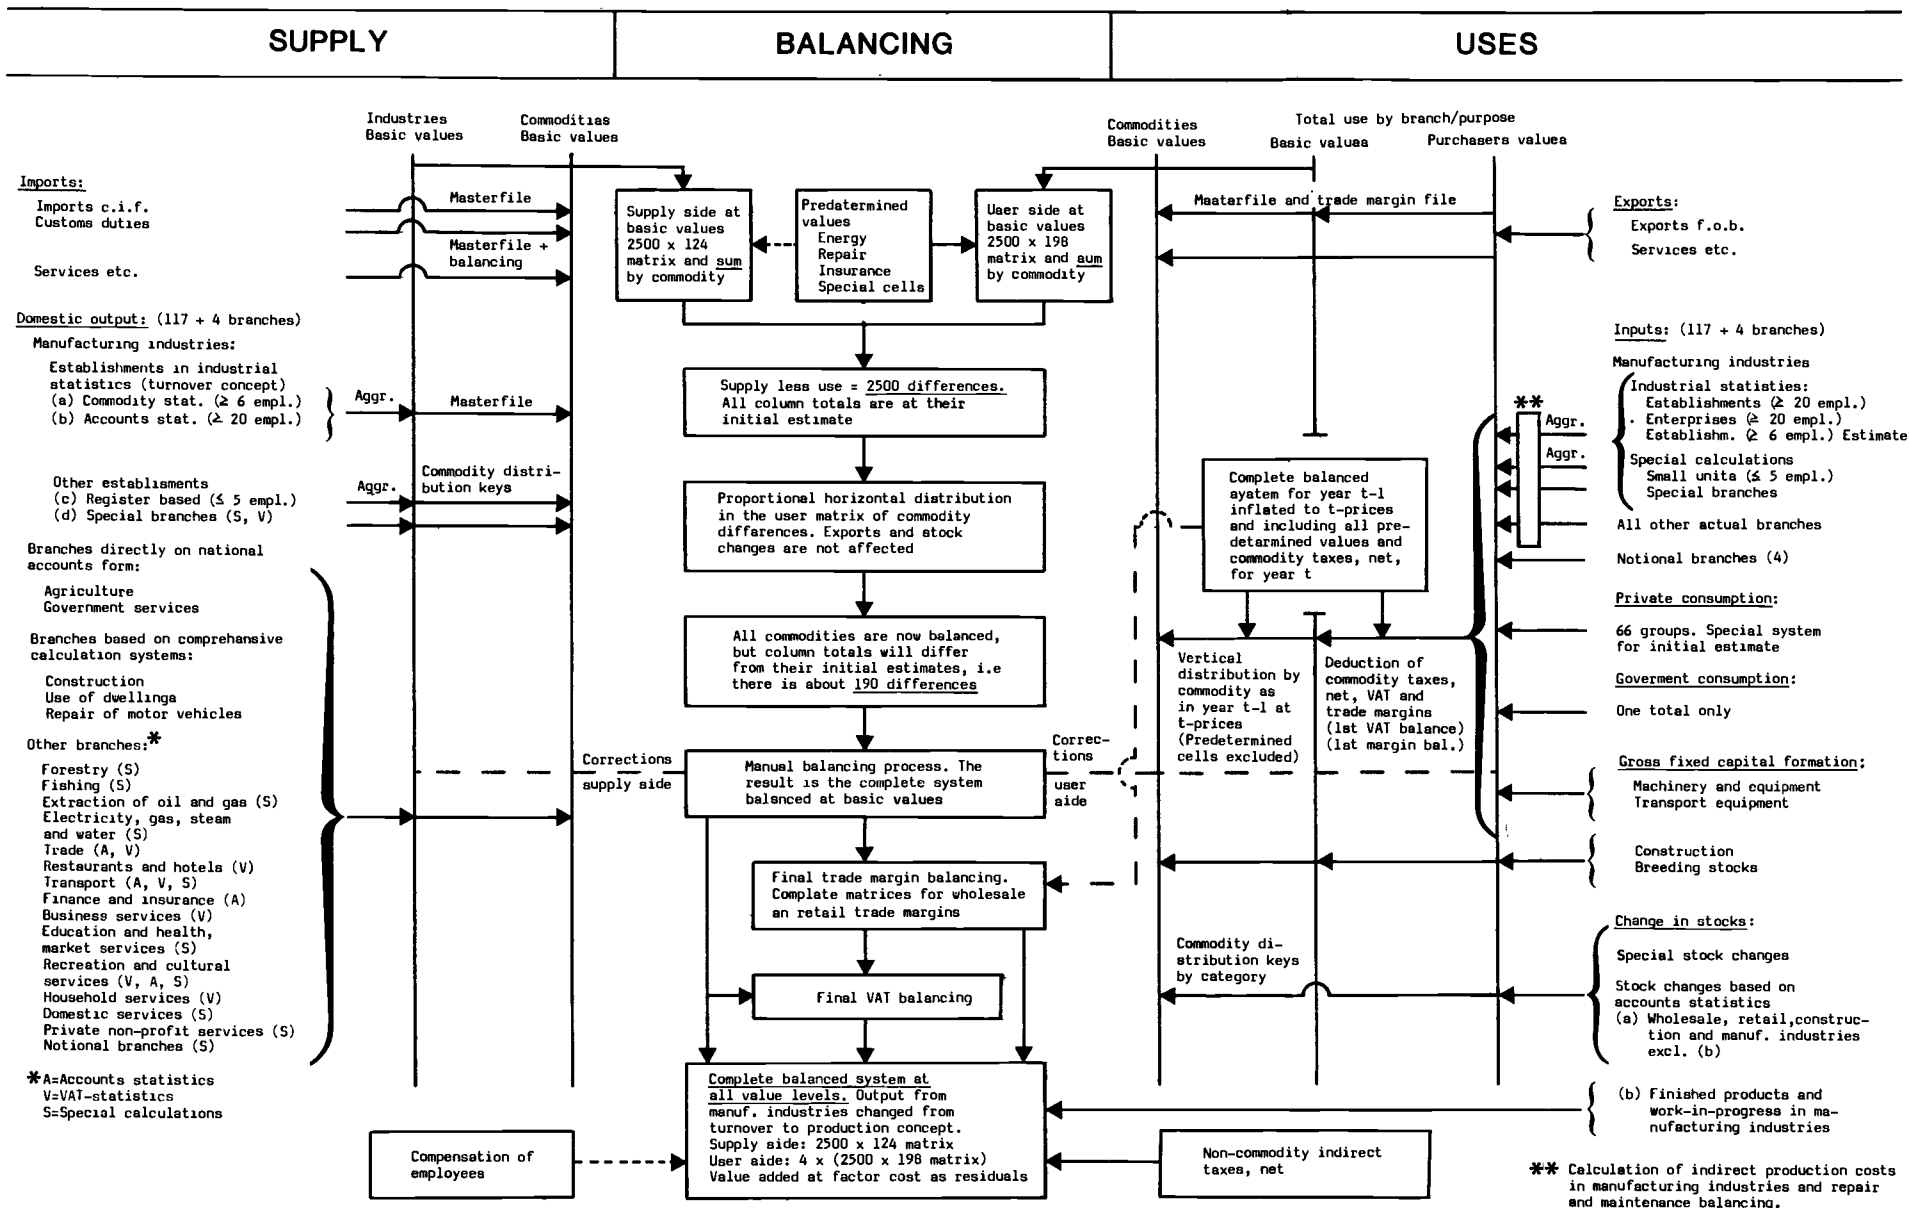 SUPPLY
BALANCING
USES
Industries
Basic values
Commoditias
Basic values
Imports:
Imports c.i.f.
Customs duties
Services etc.
Masterfile
Masterfile +
balancing
Domestic output: (117 + 4 branches)
Manufacturing industries:
Establishments in industrial
statistics (turnover concept)
(a) Commodity stat. (≥ 6 empl.)
(b) Accounts stat. (≥ 20 empl.)
Aggr.
Masterfile
Other establisments
(c) Register based (≤ 5 empl.)
(d) Special branches (S, V)
Aggr.
Commodity distri-
bution keys
Branches directly on national
accounts form:
Agriculture
Government services
Branches based on comprehansive
calculation systems:
Construction
Use of dwellinga
Repair of motor vehicles
Other branches:*
Forestry (S)
Fishing (S)
Extraction of oil and gas (S)
Electricity, gas, steam
and water (S)
Trade (A, V)
Restaurants and hotels (V)
Transport (A, V, S)
Finance and insurance (A)
Business services (V)
Education and health,
market services (S)
Recreation and cultural
services (V, A, S)
Household services (V)
Domestic services (S)
Private non-profit services (S)
Notional branches (S)
*A=Accounts statistics
V=VAT-statistics
S=Special calculations
Supply side at
basic values
2500 x 124
matrix and sum
by commodity
Predatermined
values
Energy
Repair
Insurance
Special cells
Uaer side at
basic values
2500 x 198
matrix and aum
by commodity
Supply less use = 2500 differences.
All column totals are at their
initial estimate
Proportional horizontal distribution
in the user matrix of commodity
differences. Exports and stock
changes are not affected
All commodities are now balanced,
but column totals will differ
from their initial estimates, i.e
there is about 190 differences
Corrections
supply side
Manual balancing process. The
result is the complete system
balsnced at basic values
Correc-
tions
user
aide
Final trade margin balancing.
Complate matrices for wholesale
an retail trade margins
Final VAT balancing
Complete balanced system at
all value levels. Output from
manuf. industries changed from
turnover to production concept.
Supply side: 2500 x 124 matrix
User aide: 4 x (2500 x 198 matrix)
Value added at factor cost as residuals
Compensation of
employees
Non-commodity indirect
taxes, net
Commodities
Basic values
Total use by branch/purpose
Basic valuaa
Purchasers valuea
Maatarfile and trade margin file
Complete balanced
ayatem for year t-1
inflated to t-prices
and including all pre-
detarmined values and
commodity taxes, net,
for year t
Vertical
distribution by
commodity as
in year t-1 at
t-prices
(Predetermined
cells excluded)
Deduction of
commodity taxes,
net, VAT and
trade margins
(1st VAT balance)
(1st margin bal.)
Commodity di-
stribution keys
by category
Exports:
Exports f.o.b.
Services etc.
Inputs: (117 + 4 branches)
Manufacturing industries
Industrial statisties:
Establishments (≥ 20 empl.)
Enterprises (≥ 20 empl.)
Establishm. (≥ 6 empl.) Estimate
**
Aggr.
Aggr.
Special calculations
Small unita (≤ 5 empl.)
Special branches
All other actual branches
Notional branches (4)
Private consumption:
66 groups. Special system
for initial estimate
Goverment consumption:
One total only
Gross fixed capital formation:
Machinery and equipment
Transport equipment
Construction
Breeding stocks
Change in stocks:
Special stock changes
Stock changes based on
accounts statistics
(a) Wholesale, retail,construc-
tion and manuf. industries
excl. (b)
(b) Finished products and
work-in-progress in ma-
nufacturing industries
** Calculation of indirect production costs
in manufacturing industries and repair
and maintenance balancing.